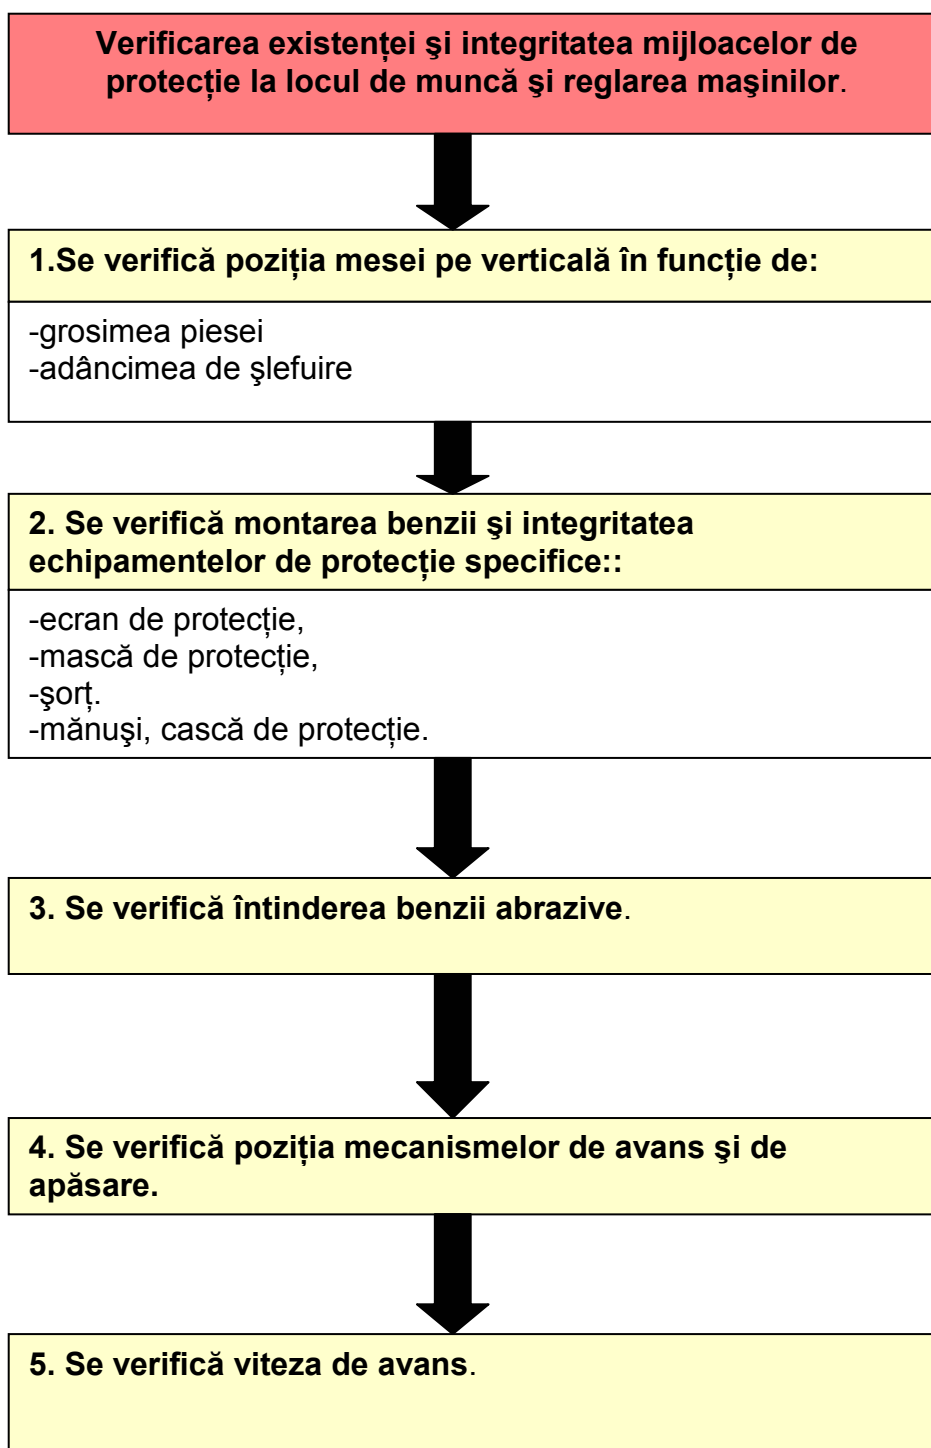 Verificarea existenței şi integritatea mijloacelor de
protecție la locul de muncă şi reglarea maşinilor.
1.Se verifică poziția mesei pe verticală în funcție de:
-grosimea piesei
-adâncimea de şlefuire
2. Se verifică montarea benzii şi integritatea
echipamentelor de protecție specifice::
-ecran de protecție,
-mască de protecție,
-şorț.
-mănuşi, cască de protecție.
3. Se verifică întinderea benzii abrazive.
4. Se verifică poziția mecanismelor de avans şi de
apăsare.
5. Se verifică viteza de avans.